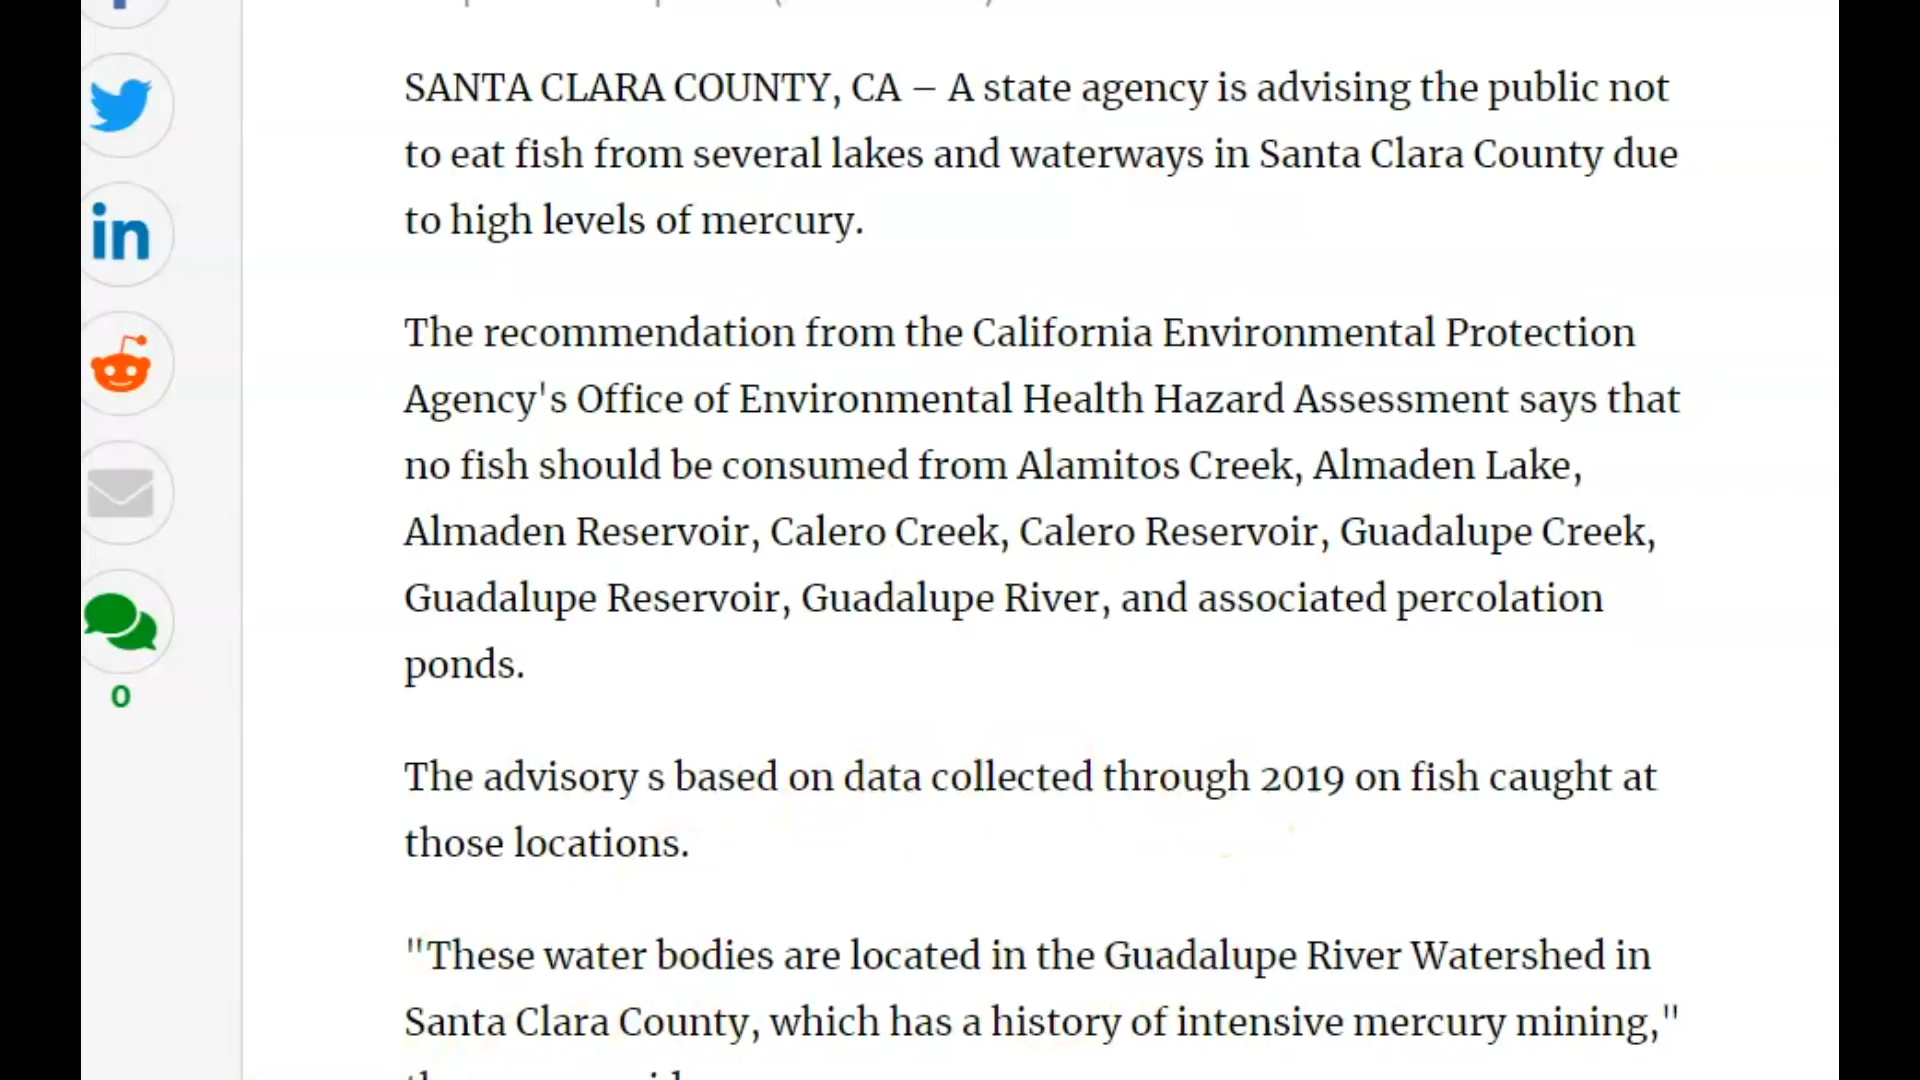 SANTA CLARA COUNTY, CA – A state agency is advising the public not
to eat fish from several lakes and waterways in Santa Clara County due
to high levels of mercury.
The recommendation from the California Environmental Protection
Agency's Office of Environmental Health Hazard Assessment says that
no fish should be consumed from Alamitos Creek, Almaden Lake,
Almaden Reservoir, Calero Creek, Calero Reservoir, Guadalupe Creek,
Guadalupe Reservoir, Guadalupe River, and associated percolation
ponds.
The advisory s based on data collected through 2019 on fish caught at
those locations.
"These water bodies are located in the Guadalupe River Watershed in
Santa Clara County, which has a history of intensive mercury mining,"
in
0